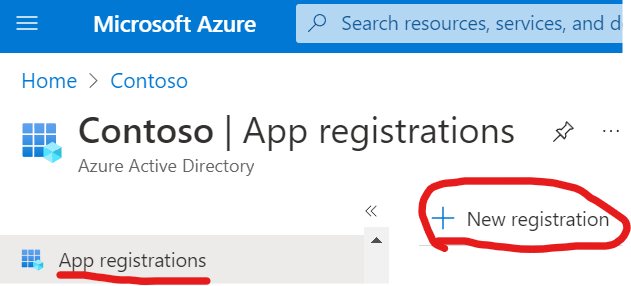 Microsoft Azure
Search resources, services, and d
Home > Contoso
Contoso | App registrations
Azure Active Directory
«
+ New registration
App registrations